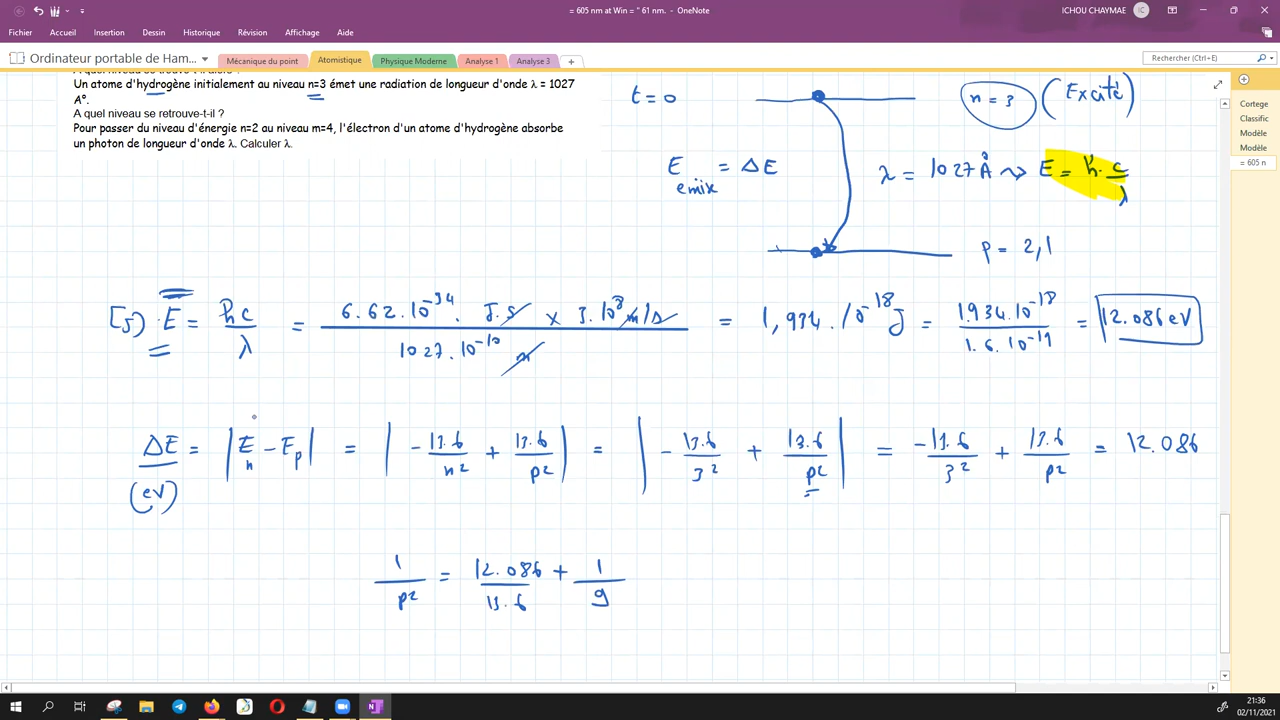 = 605 nm at Win = " 61 nm. - OneNote
ICHOU CHAYMAE
Fichier Accueil Insertion Dessin Historique Révision Affichage Aide
Ordinateur portable de Ham...
Mécanique du point Atomistique Physique Moderne Analyse 1 Analyse 3 +
Rechercher (Ctrl+E)
Un atome d'hydrogène initialement au niveau n=3 émet une radiation de longueur d'onde λ = 1027
A°.
A quel niveau se retrouve-t-il ?
Pour passer du niveau d'énergie n=2 au niveau m=4, l'électron d'un atome d'hydrogène absorbe
un photon de longueur d'onde λ. Calculer λ.
Cortege
Classific
Modèle
Modèle
= 605 n
t = 0
n = 3 (Excité)
E emix = ΔE
λ = 1027 Å ⇝ E = h.c/λ
p = 2,1
[J] . E = hc/λ = 6.62.10⁻³⁴ . J.s x 3.10⁸ m/s / 1027.10⁻¹⁰ m = 1,934.10⁻¹⁸ J = 1.934.10⁻¹⁸ / 1.6.10⁻¹⁹ = 12.086 eV
ΔE = |Eₙ - Eₚ| = |- 13.6/n² + 13.6/p²| = |- 13.6/3² + 13.6/p²| = -13.6/3² + 13.6/p² = 12.086
(eV)
1/p² = 12.086/13.6 + 1/9
21:36
02/11/2021